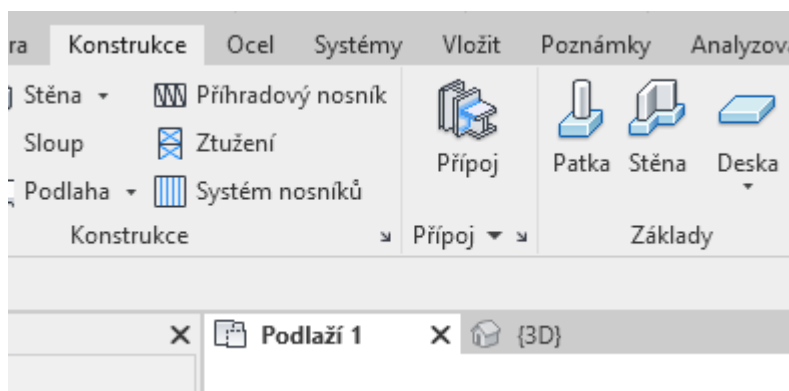 ra Konstrukce Ocel Systémy Vložit Poznámky Analyzova
Stěna Příhradový nosník
Sloup Ztužení
Přípoj Patka Stěna Deska
Podlaha Systém nosníků
Konstrukce Přípoj Základy
Podlaží 1 {3D}